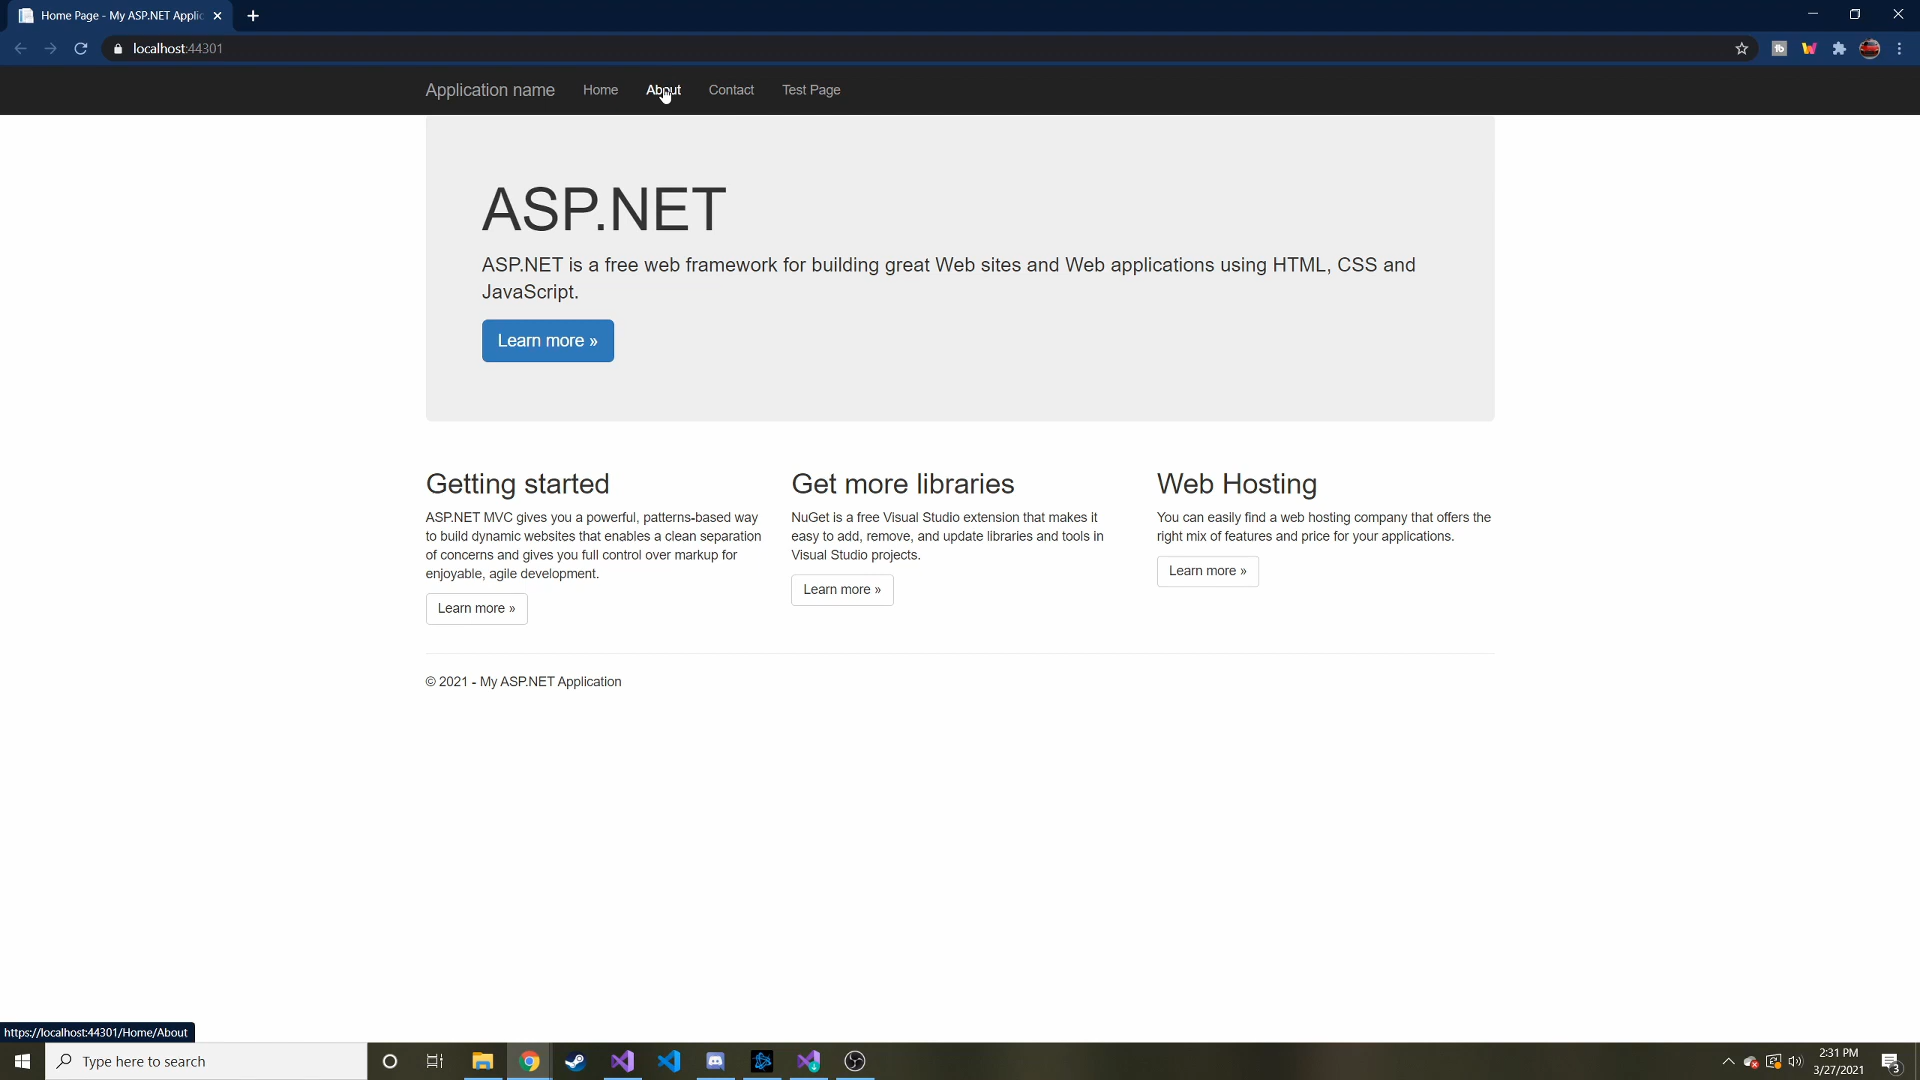 Home Page - My ASP.NET Applic
localhost:44301
Application name Home About Contact Test Page
ASP.NET
ASP.NET is a free web framework for building great Web sites and Web applications using HTML, CSS and
JavaScript.
Learn more »
Getting started
ASP.NET MVC gives you a powerful, patterns-based way
to build dynamic websites that enables a clean separation
of concerns and gives you full control over markup for
enjoyable, agile development.
Learn more »
Get more libraries
NuGet is a free Visual Studio extension that makes it
easy to add, remove, and update libraries and tools in
Visual Studio projects.
Learn more »
Web Hosting
You can easily find a web hosting company that offers the
right mix of features and price for your applications.
Learn more »
© 2021 - My ASP.NET Application
https://localhost:44301/Home/About
Type here to search
2:31 PM
3/27/2021
3